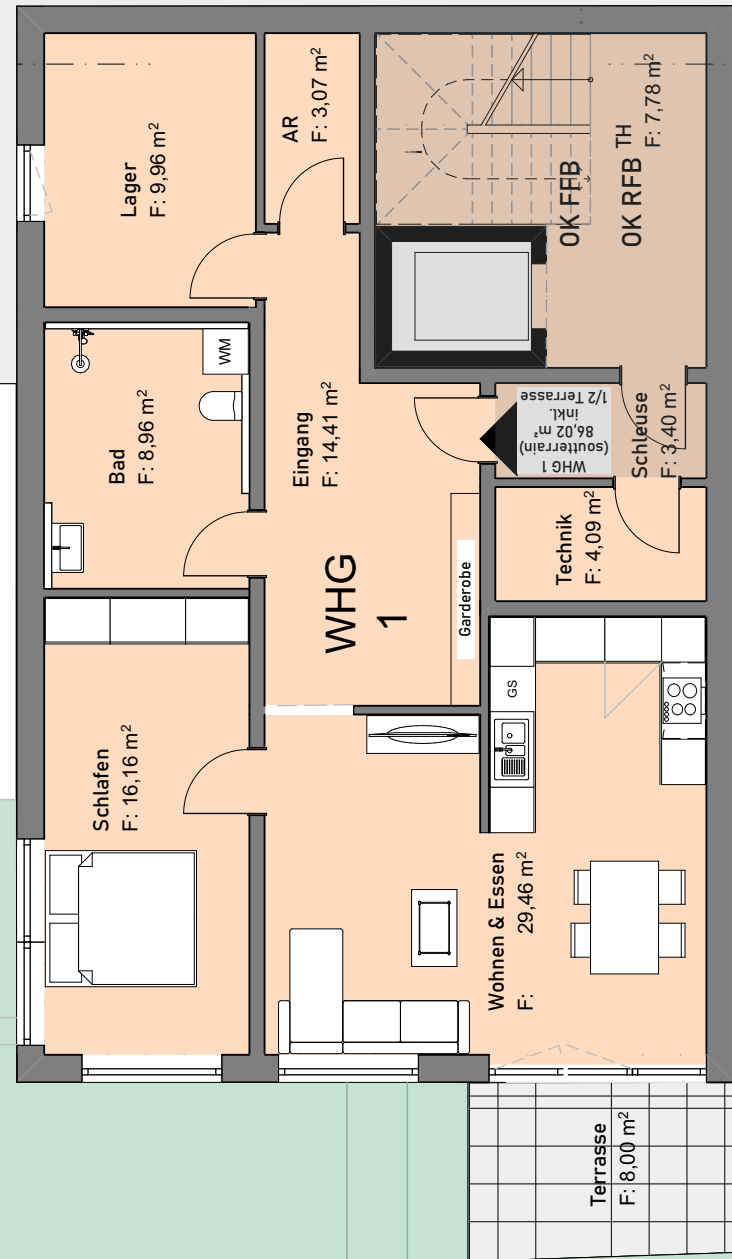 Lager
F: 9,96 m²
AR
F: 3,07 m²
OK FFB
OK RFB
TH
F: 7,78 m²
Bad
F: 8,96 m²
WM
Eingang
F: 14,41 m²
WHG 1
(soutterrain)
86,02 m²
inkl.
1/2 Terrasse
Schleuse
F: 3,40 m²
Technik
F: 4,09 m²
WHG
1
Garderobe
GS
Schlafen
F: 16,16 m²
Wohnen & Essen
F: 29,46 m²
Terrasse
F: 8,00 m²